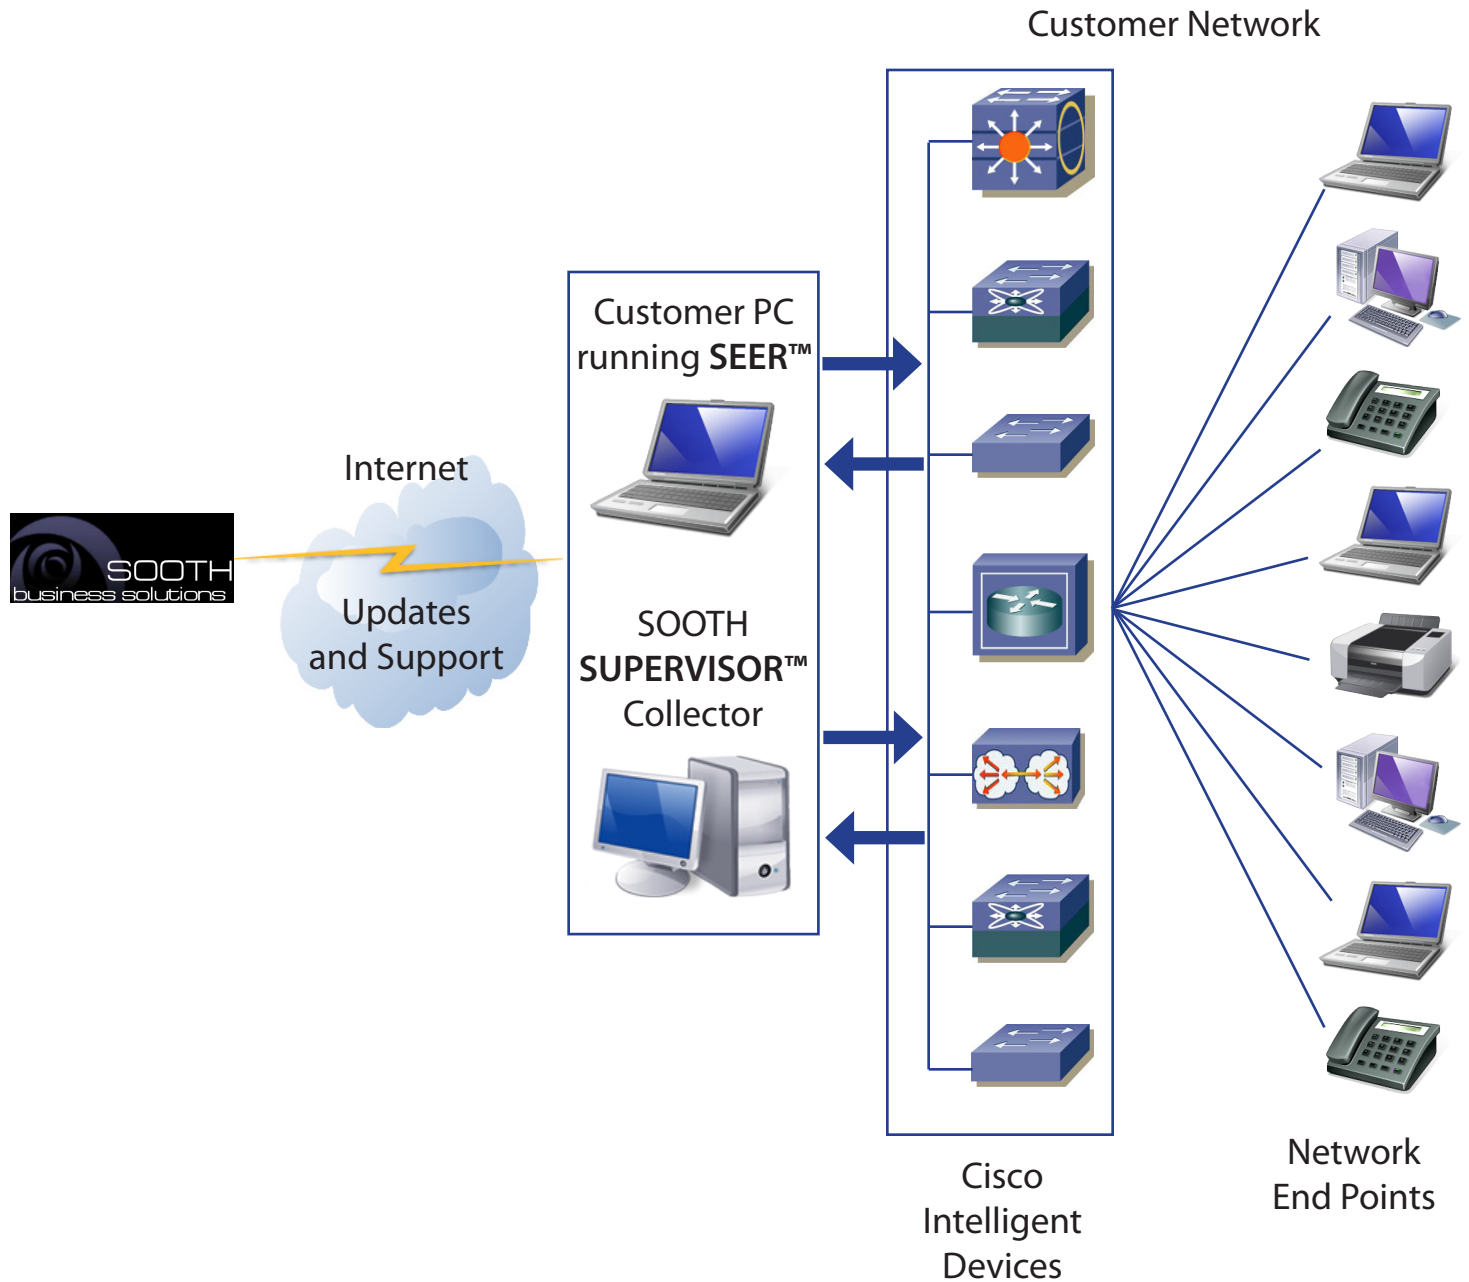 Customer Network
Customer PC
running SEER™
Internet
SOOTH
business solutions
Updates
and Support
SOOTH
SUPERVISOR™
Collector
Network
End Points
Cisco
Intelligent
Devices